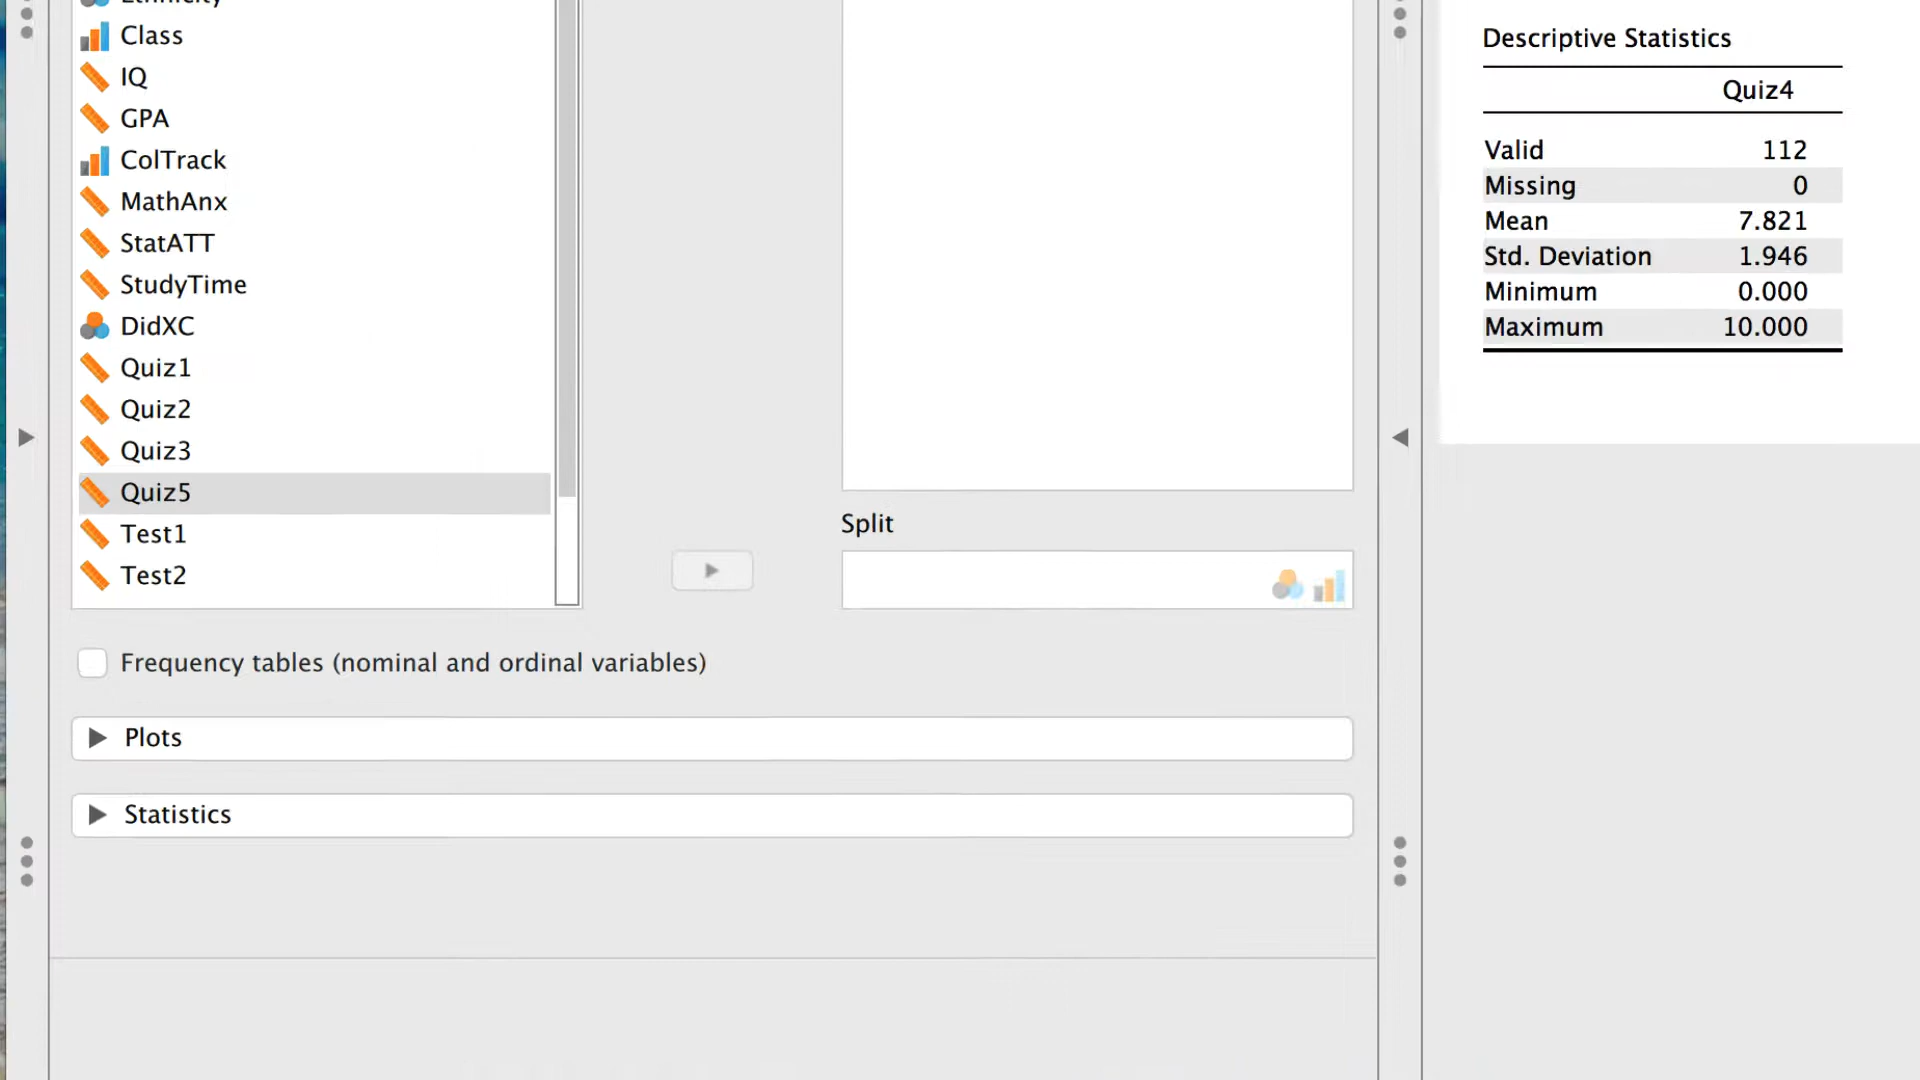 Class
IQ
GPA
ColTrack
MathAnx
StatATT
StudyTime
DidXC
Quiz1
Quiz2
Quiz3
Quiz5
Test1
Test2
Split
Frequency tables (nominal and ordinal variables)
Plots
Statistics
Descriptive Statistics
Quiz4
Valid 112
Missing 0
Mean 7.821
Std. Deviation 1.946
Minimum 0.000
Maximum 10.000